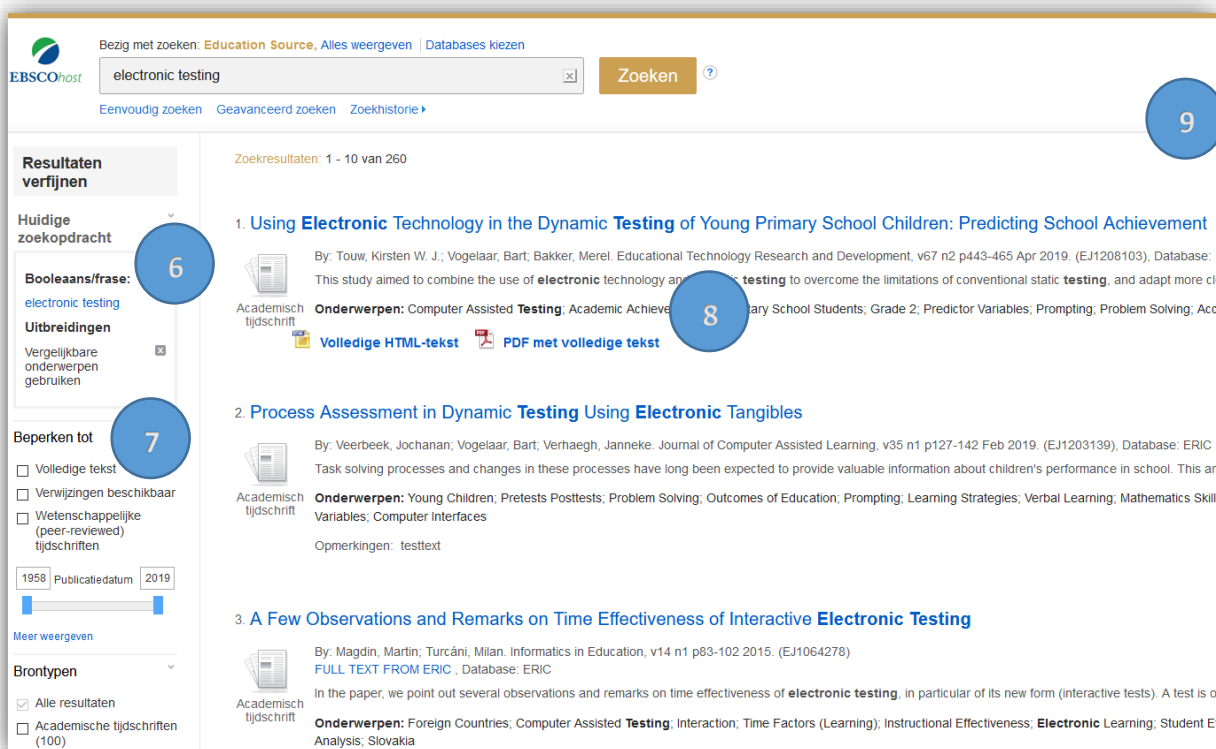 Bezig met zoeken: Education Source, Alles weergeven | Databases kiezen
EBSCOhost
electronic testing
x
Zoeken
?
Eenvoudig zoeken Geavanceerd zoeken Zoekhistorie
9
Resultaten
verfijnen
Huidige
zoekopdracht
6
Booleaans/frase:
electronic testing
Uitbreidingen
Vergelijkbare
onderwerpen
gebruiken
x
Beperken tot
7
Volledige tekst
Verwijzingen beschikbaar
Wetenschappelijke
(peer-reviewed)
tijdschriften
1958 Publicatiedatum 2019
Meer weergeven
Brontypen
Alle resultaten
Academische tijdschriften
(100)
Zoekresultaten: 1 - 10 van 260
1. Using Electronic Technology in the Dynamic Testing of Young Primary School Children: Predicting School Achievement
By: Touw, Kirsten W. J.; Vogelaar, Bart; Bakker, Merel. Educational Technology Research and Development, v67 n2 p443-465 Apr 2019. (EJ1208103), Database:
This study aimed to combine the use of electronic technology testing to overcome the limitations of conventional static testing, and adapt more
Academisch
tijdschrift
Onderwerpen: Computer Assisted Testing; Academic School Students; Grade 2; Predictor Variables; Prompting; Problem Solving;
8
Volledige HTML-tekst PDF met volledige tekst
2. Process Assessment in Dynamic Testing Using Electronic Tangibles
By: Veerbeek, Jochanan; Vogelaar, Bart; Verhaegh, Janneke. Journal of Computer Assisted Learning, v35 n1 p127-142 Feb 2019. (EJ1203139), Database: ERIC
Task solving processes and changes in these processes have long been expected to provide valuable information about children's performance in school. This
Academisch
tijdschrift
Onderwerpen: Young Children; Pretests Posttests; Problem Solving; Outcomes of Education; Prompting; Learning Strategies; Verbal Learning; Mathematics
Variables; Computer Interfaces
Opmerkingen: testtext
3. A Few Observations and Remarks on Time Effectiveness of Interactive Electronic Testing
By: Magdin, Martin; Turcáni, Milan. Informatics in Education, v14 n1 p83-102 2015. (EJ1064278)
FULL TEXT FROM ERIC , Database: ERIC
In the paper, we point out several observations and remarks on time effectiveness of electronic testing, in particular of its new form (interactive tests). A test is
Academisch
tijdschrift
Onderwerpen: Foreign Countries; Computer Assisted Testing; Interaction; Time Factors (Learning); Instructional Effectiveness; Electronic Learning; Student
Analysis; Slovakia